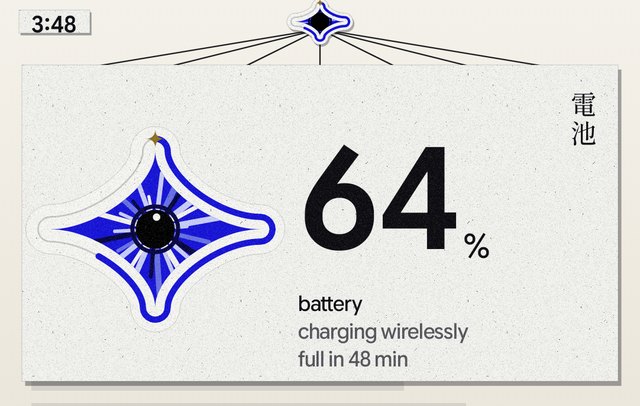 3:48
電池
64%
battery
charging wirelessly
full in 48 min